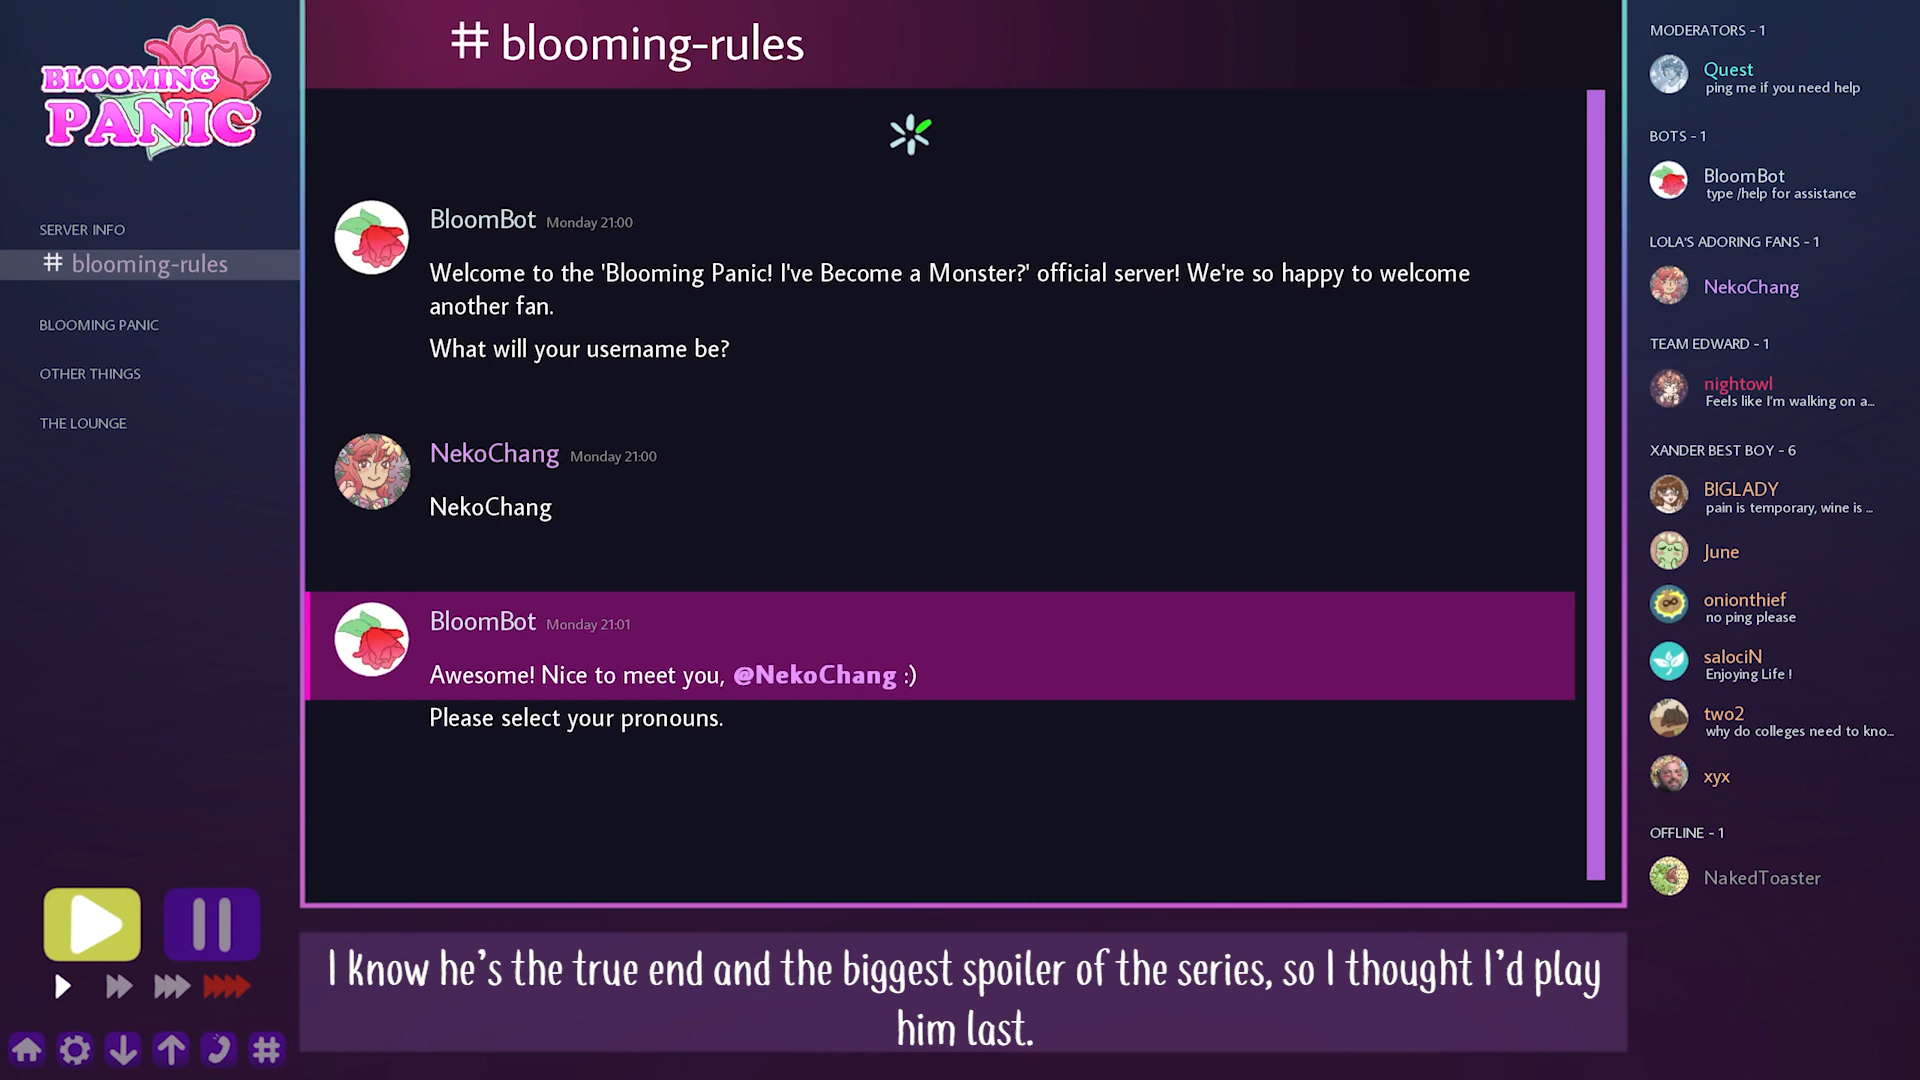 BLOOMING
PANIC
SERVER INFO
# blooming-rules
BLOOMING PANIC
OTHER THINGS
THE LOUNGE
# blooming-rules
BloomBot Monday 21:00
Welcome to the 'Blooming Panic! I've Become a Monster?' official server! We're so happy to welcome
another fan.
What will your username be?
NekoChang Monday 21:00
NekoChang
BloomBot Monday 21:01
Awesome! Nice to meet you, @NekoChang :)
Please select your pronouns.
I know he's the true end and the biggest spoiler of the series, so I thought I'd play
him last.
MODERATORS - 1
Quest
ping me if you need help
BOTS - 1
BloomBot
type /help for assistance
LOLA'S ADORING FANS - 1
NekoChang
TEAM EDWARD - 1
nightowl
Feels like I'm walking on a...
XANDER BEST BOY - 6
BIGLADY
pain is temporary, wine is ...
June
onionthief
no ping please
salociN
Enjoying Life !
two2
why do colleges need to kno...
xyx
OFFLINE - 1
NakedToaster